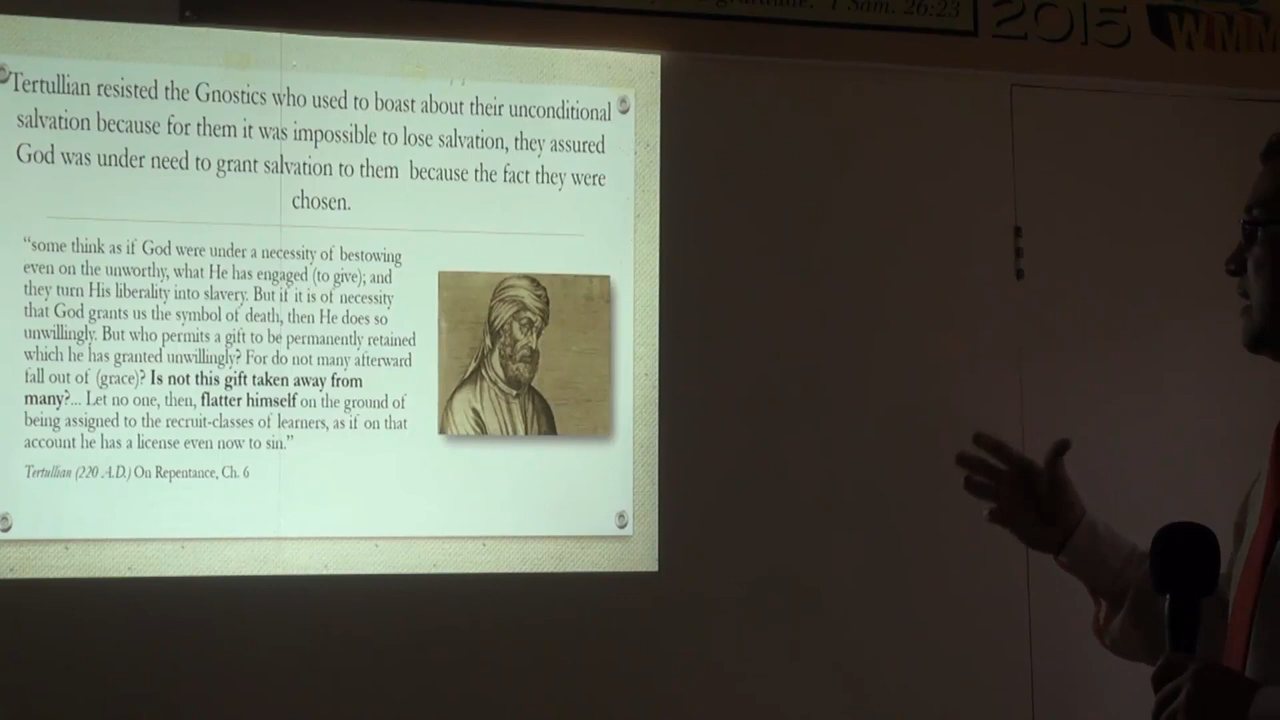 gratitude. 1 Sam. 26:23
2015
WMM
Tertullian resisted the Gnostics who used to boast about their unconditional
salvation because for them it was impossible to lose salvation, they assured
God was under need to grant salvation to them because the fact they were
chosen.
“some think as if God were under a necessity of bestowing
even on the unworthy, what He has engaged (to give); and
they turn His liberality into slavery. But if it is of necessity
that God grants us the symbol of death, then He does so
unwillingly. But who permits a gift to be permanently retained
which he has granted unwillingly? For do not many afterward
fall out of (grace)? Is not this gift taken away from
many?... Let no one, then, flatter himself on the ground of
being assigned to the recruit-classes of learners, as if on that
account he has a license even now to sin.”
Tertullian (220 A.D.) On Repentance, Ch. 6